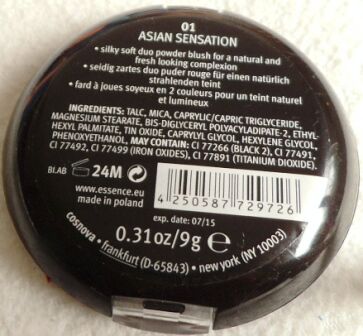 01
ASIAN SENSATION
• silky soft duo powder blush for a natural and
fresh looking complexion
• seidig zartes duo puder rouge für einen natürlich
strahlenden teint
• fard à joues soyeux en 2 couleurs pour un teint naturel
et lumineux
INGREDIENTS: TALC, MICA, CAPRYLIC/CAPRIC TRIGLYCERIDE,
MAGNESIUM STEARATE, BIS-DIGLYCERYL POLYACYLADIPATE-2, ETHYL-
HEXYL PALMITATE, TIN OXIDE, CAPRYLYL GLYCOL, HEXYLENE GLYCOL,
PHENOXYETHANOL, MAY CONTAIN: CI 77266 (BLACK 2), CI 77491,
CI 77492, CI 77499 (IRON OXIDES), CI 77891 (TITANIUM DIOXIDE).
BI.AB 24M
www.essence.eu
made in poland
4 250587 729726
exp. date: 07/15
0.31oz/9g e
cosnova • frankfurt (D-65843) • new york (NY 10003)